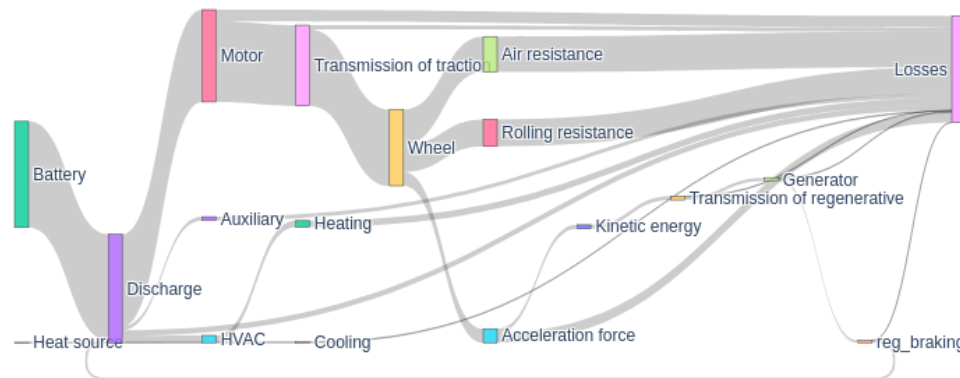 Motor
Transmission of traction
Air resistance
Losses
Rolling resistance
Wheel
Battery
Generator
Transmission of regenerative
Auxiliary
Heating
Kinetic energy
Discharge
Heat source
HVAC
Cooling
Acceleration force
reg_braking